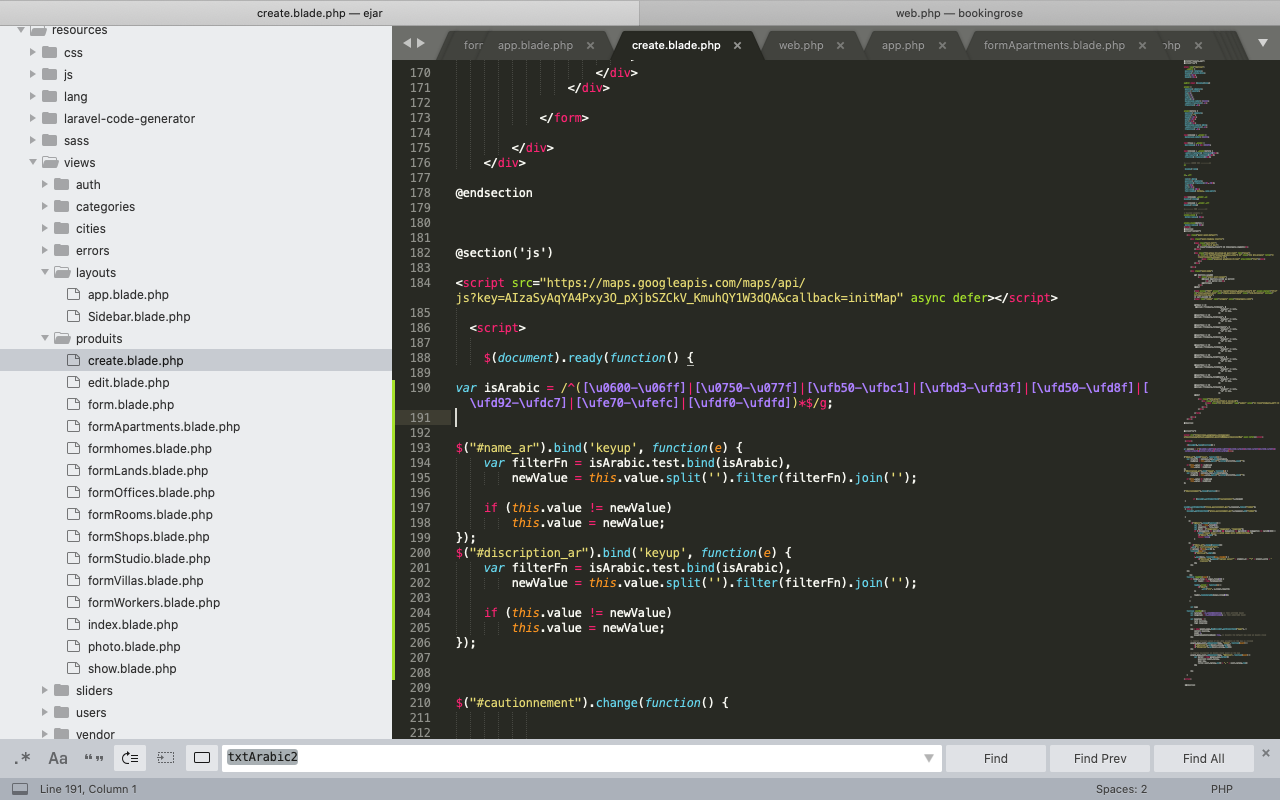 create.blade.php — ejar
web.php — bookingrose
resources
css
js
lang
laravel-code-generator
sass
views
auth
categories
cities
errors
layouts
app.blade.php
Sidebar.blade.php
produits
create.blade.php
edit.blade.php
form.blade.php
formApartments.blade.php
formhomes.blade.php
formLands.blade.php
formOffices.blade.php
formRooms.blade.php
formShops.blade.php
formStudio.blade.php
formVillas.blade.php
formWorkers.blade.php
index.blade.php
photo.blade.php
show.blade.php
sliders
users
vendor
forr app.blade.php × create.blade.php × web.php × app.php × formApartments.blade.php × php ×
170 </div>
171 </div>
172
173 </form>
174
175 </div>
176 </div>
177
178 @endsection
179
180
181
182 @section('js')
183
184 <script src="https://maps.googleapis.com/maps/api/
js?key=AIzaSyAqYA4Pxy3O_pXjbSZCkV_KmuhQY1W3dQA&callback=initMap" async defer></script>
185
186 <script>
187
188 $(document).ready(function() {
189
190 var isArabic = /^([\u0600-\u06ff]|[\u0750-\u077f]|[\ufb50-\ufbc1]|[\ufbd3-\ufd3f]|[\ufd50-\ufd8f]|[
\ufd92-\ufdc7]|[\ufe70-\ufefc]|[\ufdf0-\ufdfd])*$/g;
191
192
193 $("#name_ar").bind('keyup', function(e) {
194 var filterFn = isArabic.test.bind(isArabic),
195 newValue = this.value.split('').filter(filterFn).join('');
196
197 if (this.value != newValue)
198 this.value = newValue;
199 });
200 $("#discription_ar").bind('keyup', function(e) {
201 var filterFn = isArabic.test.bind(isArabic),
202 newValue = this.value.split('').filter(filterFn).join('');
203
204 if (this.value != newValue)
205 this.value = newValue;
206 });
207
208
209
210 $("#cautionnement").change(function() {
211
212
.* Aa “” txtArabic2 Find Find Prev Find All ×
Line 191, Column 1 Spaces: 2 PHP